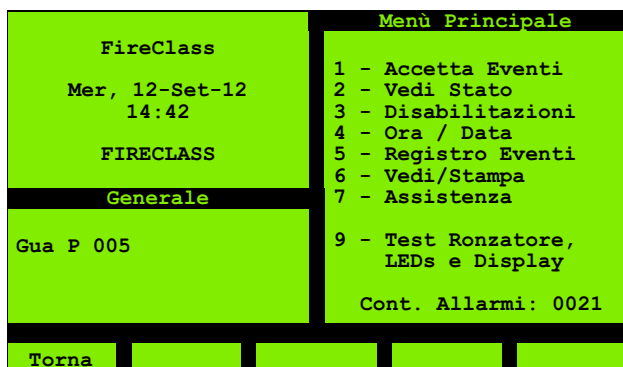 FireClass
Mer, 12-Set-12
14:42
FIRECLASS
Generale
Gua P 005
Menù Principale
1 - Accetta Eventi
2 - Vedi Stato
3 - Disabilitazioni
4 - Ora / Data
5 - Registro Eventi
6 - Vedi/Stampa
7 - Assistenza
9 - Test Ronzatore,
LEDs e Display
Cont. Allarmi: 0021
Torna